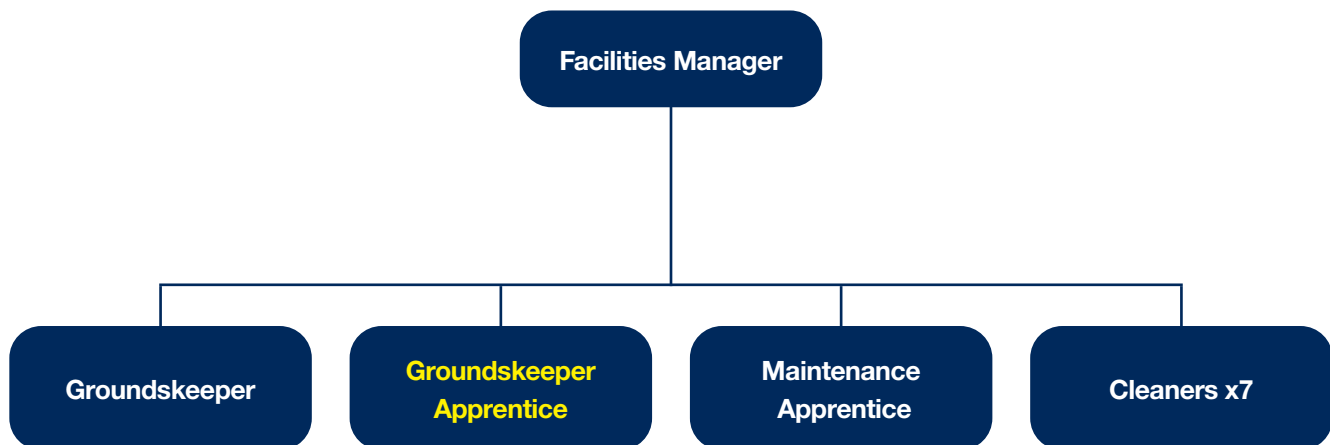 Facilities Manager
Groundskeeper
Groundskeeper
Apprentice
Maintenance
Apprentice
Cleaners x7